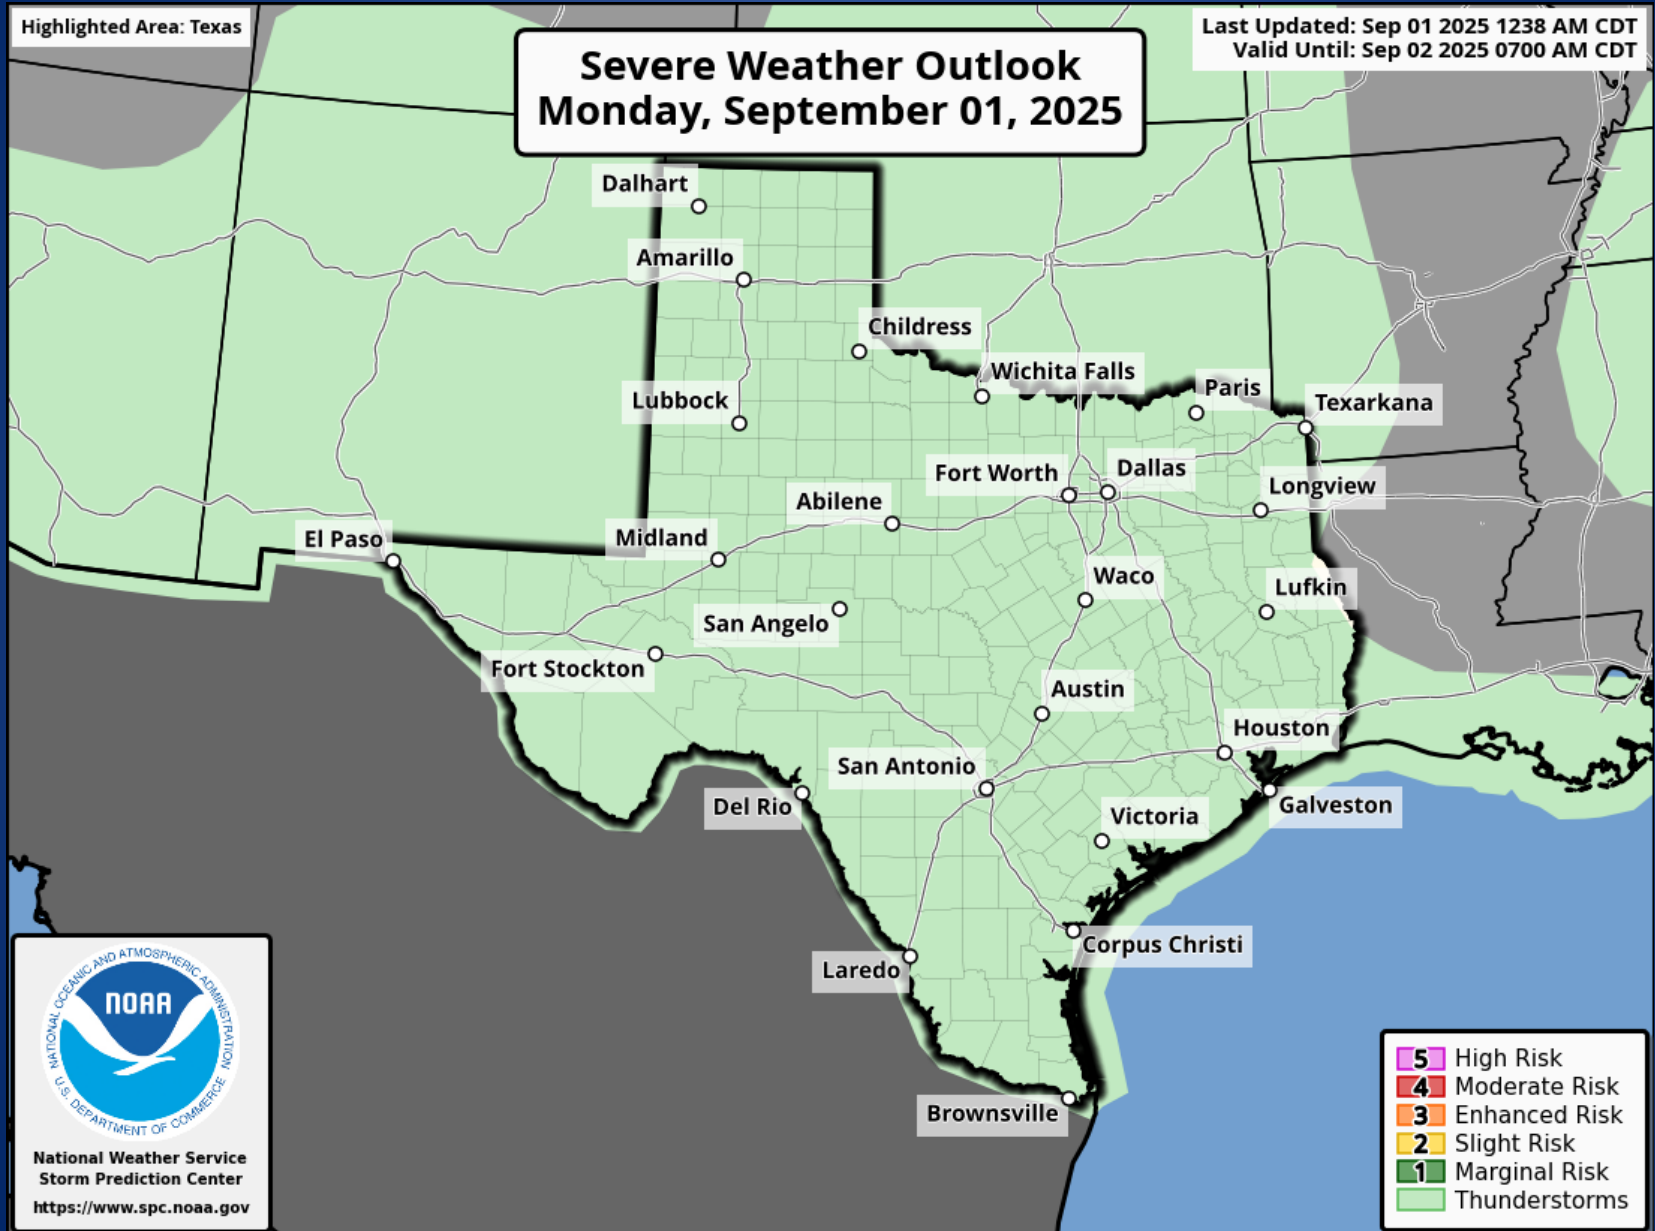 Highlighted Area: Texas
Last Updated: Sep 01 2025 1238 AM CDT
Valid Until: Sep 02 2025 0700 AM CDT
Severe Weather Outlook
Monday, September 01, 2025
Dalhart
Amarillo
Childress
Wichita Falls
Paris
Texarkana
Lubbock
Fort Worth
Dallas
Longview
Abilene
El Paso
Midland
Waco
Lufkin
San Angelo
Fort Stockton
Austin
Houston
San Antonio
Del Rio
Galveston
Victoria
Corpus Christi
Laredo
Brownsville
NATIONAL OCEANIC AND ATMOSPHERIC ADMINISTRATION
NOAA
U.S. DEPARTMENT OF COMMERCE
National Weather Service
Storm Prediction Center
https://www.spc.noaa.gov
5 High Risk
4 Moderate Risk
3 Enhanced Risk
2 Slight Risk
1 Marginal Risk
Thunderstorms